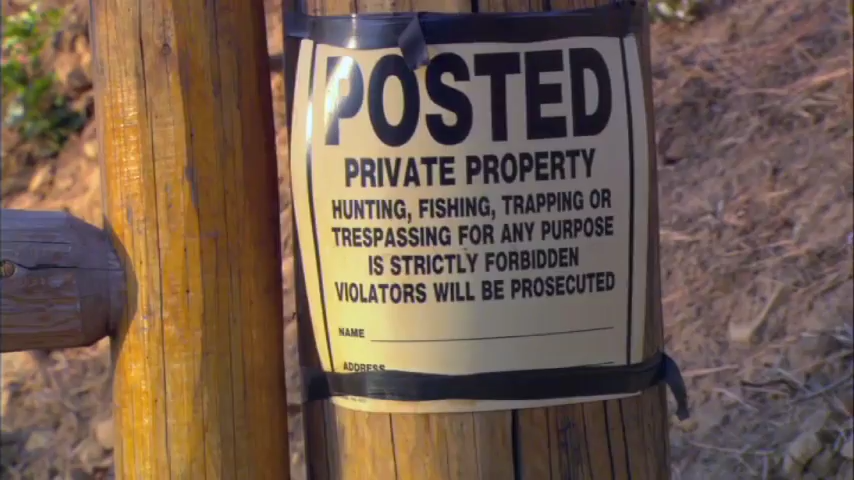 POSTED
PRIVATE PROPERTY
HUNTING, FISHING, TRAPPING OR
TRESPASSING FOR ANY PURPOSE
IS STRICTLY FORBIDDEN
VIOLATORS WILL BE PROSECUTED
NAME
ADDRESS